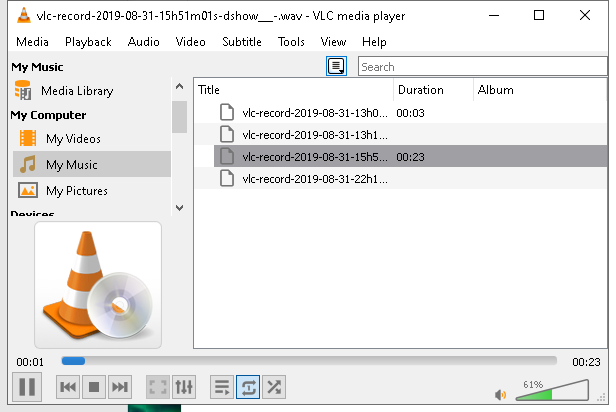 vlc-record-2019-08-31-15h51m01s-dshow__-.wav - VLC media player
Media Playback Audio Video Subtitle Tools View Help
My Music
Search
Media Library
My Computer
My Videos
My Music
My Pictures
Devices
Title Duration Album
vlc-record-2019-08-31-13h0... 00:03
vlc-record-2019-08-31-13h1...
vlc-record-2019-08-31-15h5... 00:23
vlc-record-2019-08-31-22h1...
00:01 00:23
61%